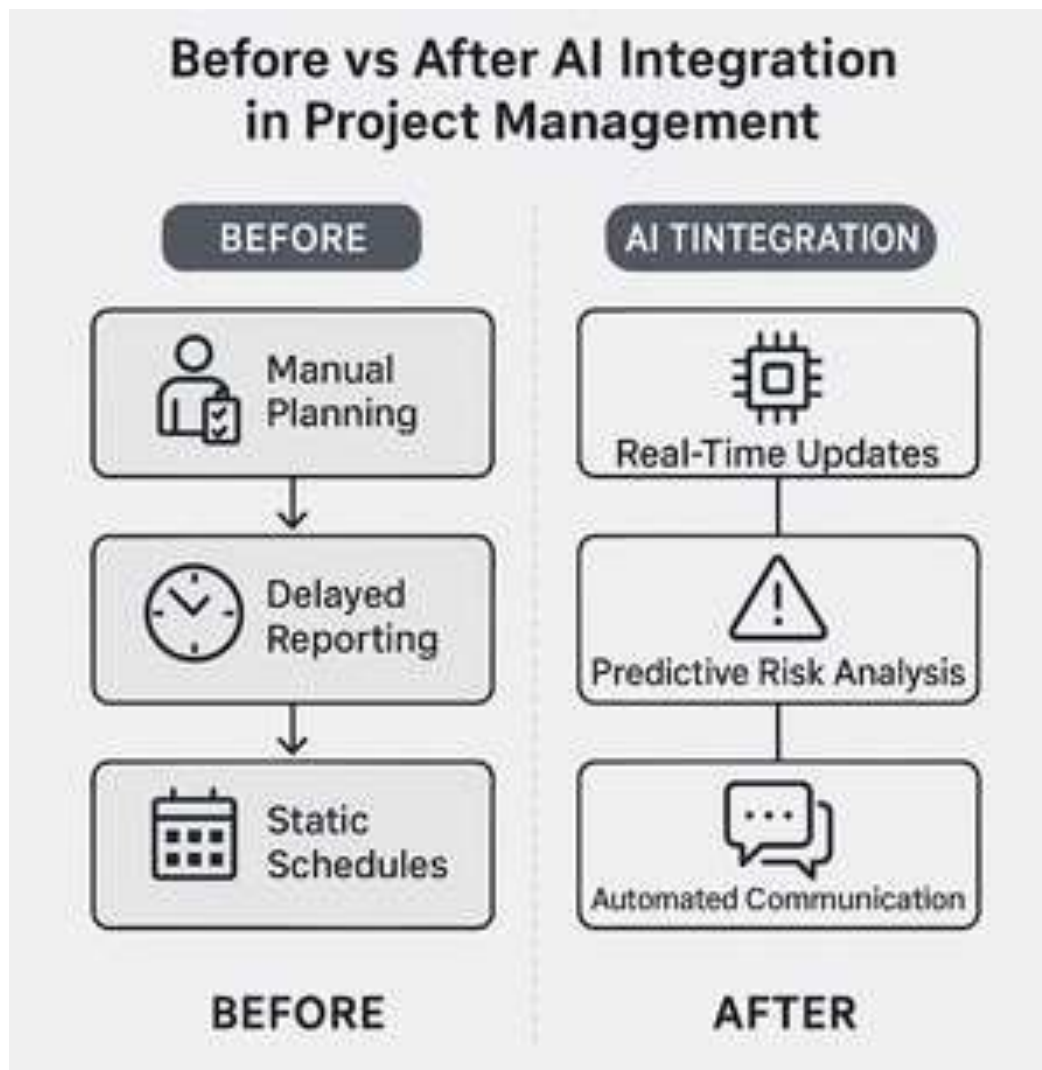 Before vs After AI Integration
in Project Management
BEFORE
Manual
Planning
Delayed
Reporting
Static
Schedules
BEFORE
AI TINTEGRATION
Real-Time Updates
Predictive Risk Analysis
Automated Communication
AFTER